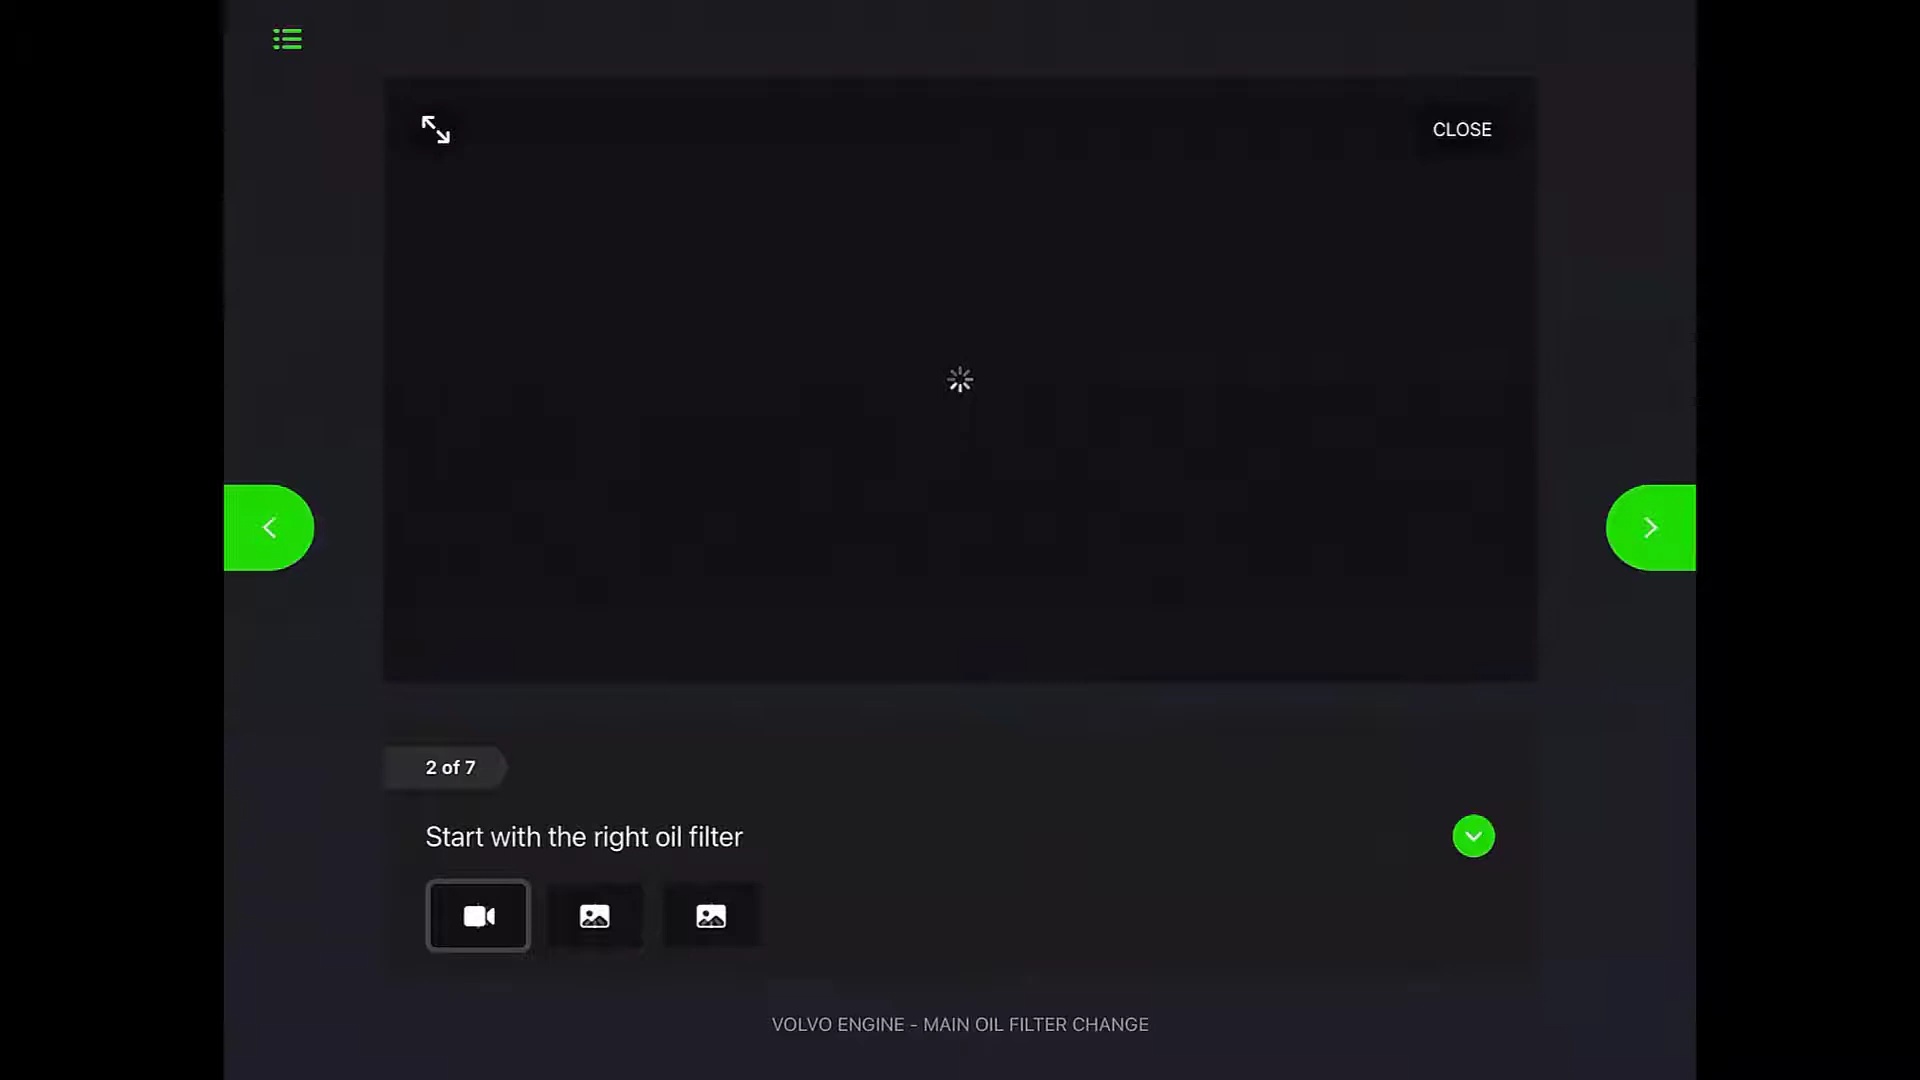 CLOSE
2 of 7
Start with the right oil filter
VOLVO ENGINE - MAIN OIL FILTER CHANGE